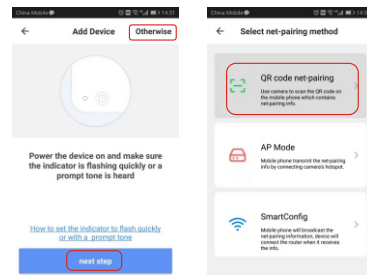 China Mobile 14:31
Add Device Otherwise
Power the device on and make sure
the indicator is flashing quickly or a
prompt tone is heard
How to set the indicator to flash quickly
or with a prompt tone
next step
China Mobile 14:3
Select net-pairing method
QR code net-pairing
Use camera to scan the QR code on
the mobile phone which contains
net-pairing info.
AP Mode
Mobile phone transmit the net-pairing
info by connecting camera's hotspot.
SmartConfig
Mobile phone will broadcast the
net-pairing information, device will
connect the router when it receives
the info.